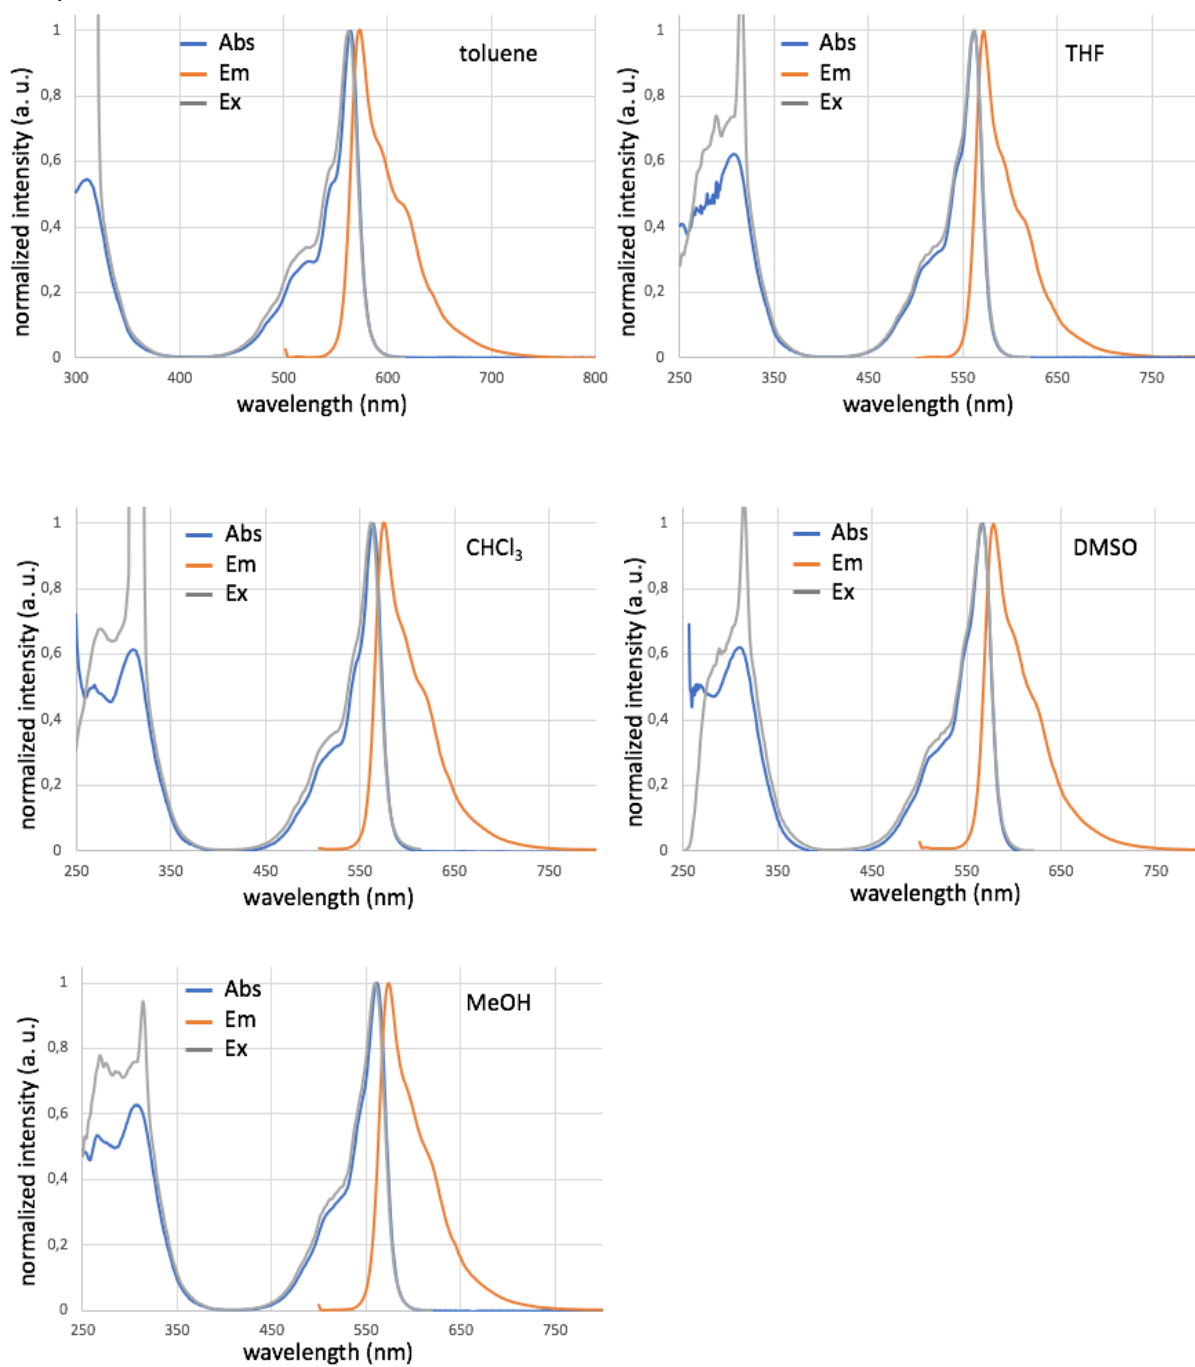 Abs
Em
Ex
toluene
normalized intensity (a. u.)
1
0,8
0,6
0,4
0,2
0
300 400 500 600 700 800
wavelength (nm)
Abs
Em
Ex
THF
normalized intensity (a. u.)
1
0,8
0,6
0,4
0,2
0
250 350 450 550 650 750
wavelength (nm)
Abs
Em
Ex
CHCl3
normalized intensity (a. u.)
1
0,8
0,6
0,4
0,2
0
250 350 450 550 650 750
wavelength (nm)
Abs
Em
Ex
DMSO
normalized intensity (a. u.)
1
0,8
0,6
0,4
0,2
0
250 350 450 550 650 750
wavelength (nm)
Abs
Em
Ex
MeOH
normalized intensity (a. u.)
1
0,8
0,6
0,4
0,2
0
250 350 450 550 650 750
wavelength (nm)